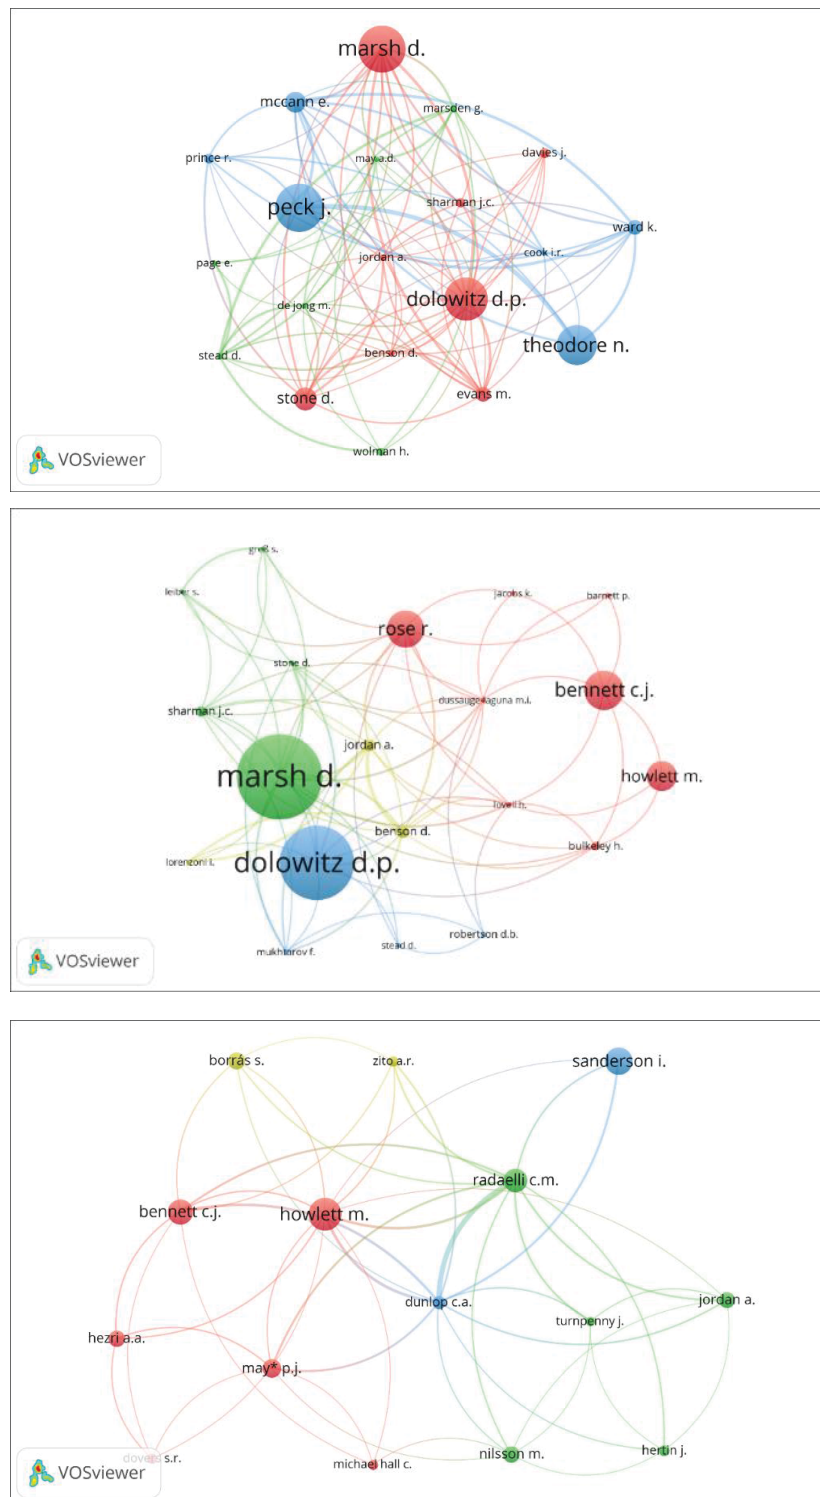 marsh d.
mccann e.
marsden g.
prince r.
may a.d.
davies j.
sharman j.c.
peck j.
ward k.
cook i.r.
jordan a.
page e.
dolowitz d.p.
de jong m.
theodore n.
benson d.
stead d.
stone d.
evans m.
wolman h.
VOSviewer
groß s.
leiber s.
jacobs k.
barnett p.
rose r.
stone d.
bennett c.j.
dussauge-laguna m.i.
sharman j.c.
jordan a.
marsh d.
howlett m.
lovell h.
benson d.
bulkeley h.
lorenzoni i.
dolowitz d.p.
robertson d.b.
stead d.
mukhtarov f.
VOSviewer
borrás s.
zito a.r.
sanderson i.
radaelli c.m.
bennett c.j.
howlett m.
dunlop c.a.
jordan a.
turnpenny j.
hezri a.a.
may* p.j.
dovers s.r.
michael hall c.
nilsson m.
hertin j.
VOSviewer